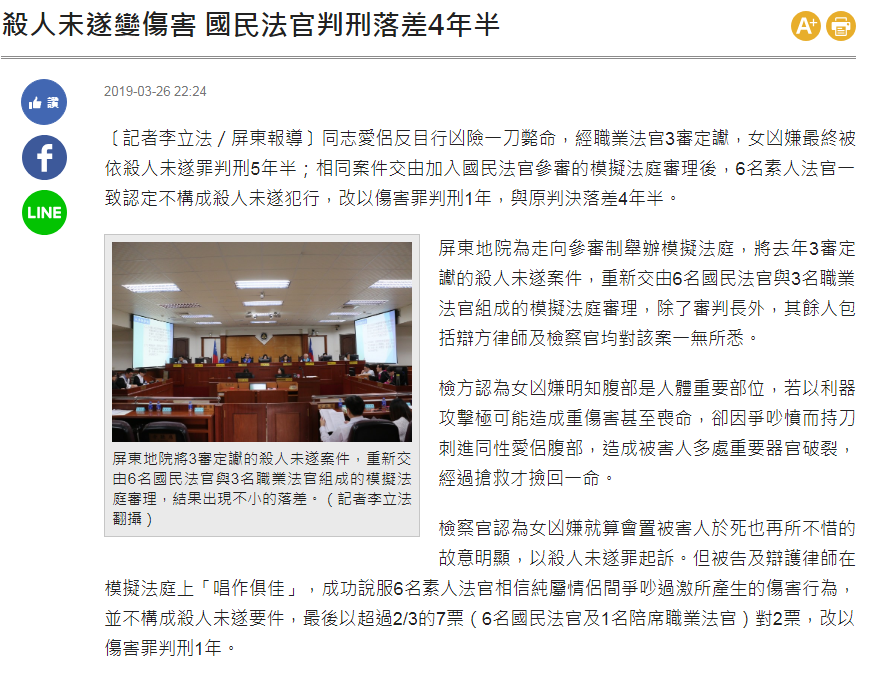 殺人未遂變傷害 國民法官判刑落差4年半
A+
讚
2019-03-26 22:24
f
LINE
〔記者李立法／屏東報導〕同志愛侶反目行凶險一刀斃命，經職業法官3審定讞，女凶嫌最終被
依殺人未遂罪判刑5年半；相同案件交由加入國民法官參審的模擬法庭審理後，6名素人法官一
致認定不構成殺人未遂犯行，改以傷害罪判刑1年，與原判決落差4年半。
屏東地院為走向參審制舉辦模擬法庭，將去年3審定
讞的殺人未遂案件，重新交由6名國民法官與3名職業
法官組成的模擬法庭審理，除了審判長外，其餘人包
括辯方律師及檢察官均對該案一無所悉。
檢方認為女凶嫌明知腹部是人體重要部位，若以利器
攻擊極可能造成重傷害甚至喪命，卻因爭吵憤而持刀
刺進同性愛侶腹部，造成被害人多處重要器官破裂，
經過搶救才撿回一命。
屏東地院將3審定讞的殺人未遂案件，重新交
由6名國民法官與3名職業法官組成的模擬法
庭審理，結果出現不小的落差。（記者李立法
翻攝）
檢察官認為女凶嫌就算會置被害人於死也再所不惜的
故意明顯，以殺人未遂罪起訴。但被告及辯護律師在
模擬法庭上「唱作俱佳」，成功說服6名素人法官相信純屬情侶間爭吵過激所產生的傷害行為，
並不構成殺人未遂要件，最後以超過2/3的7票（6名國民法官及1名陪席職業法官）對2票，改以
傷害罪判刑1年。